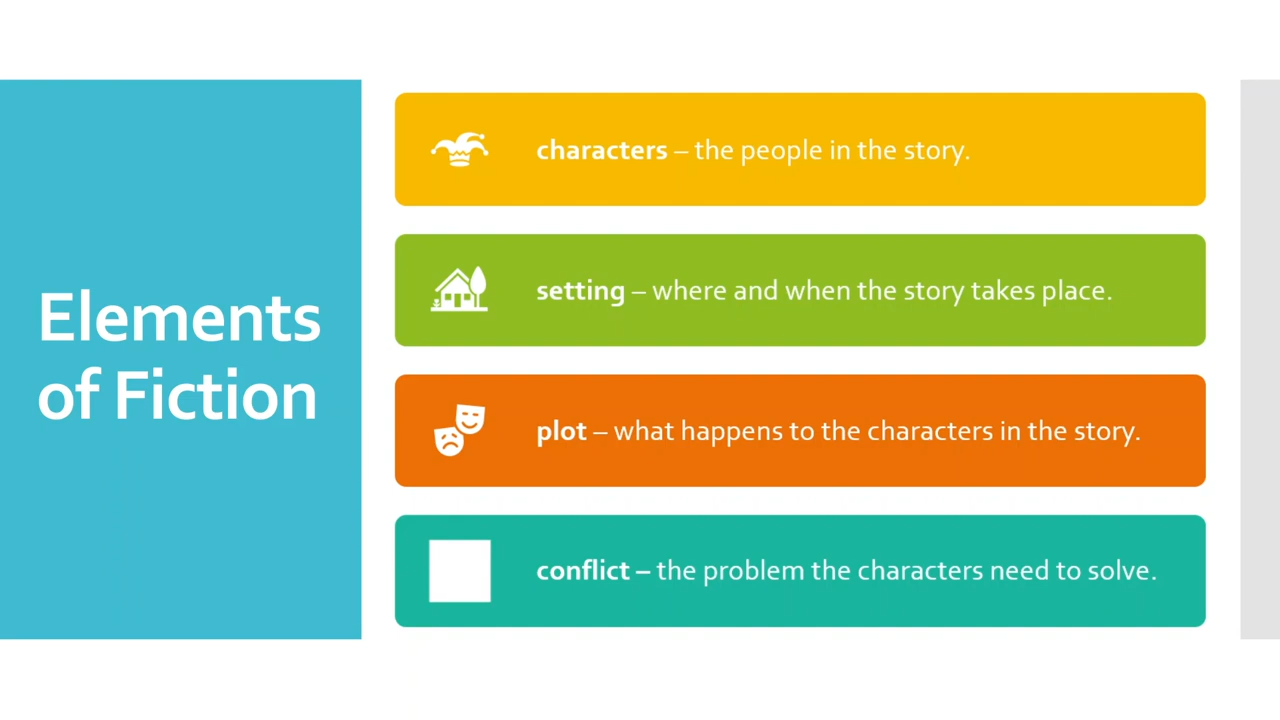 Elements
of Fiction
characters – the people in the story.
setting – where and when the story takes place.
plot – what happens to the characters in the story.
conflict – the problem the characters need to solve.